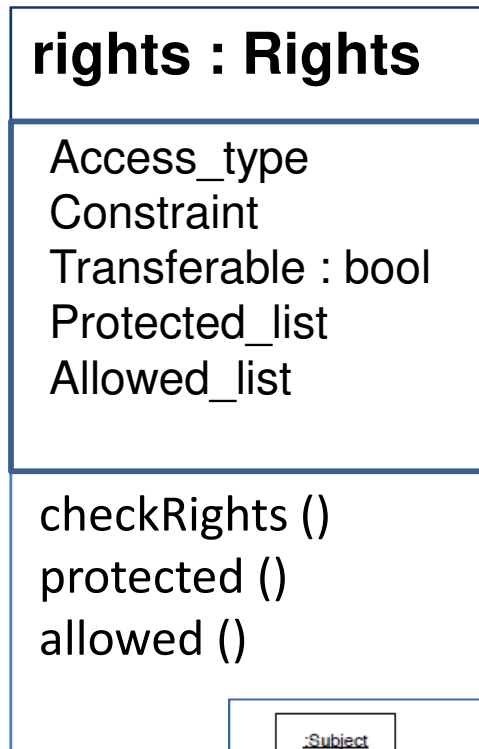 rights : Rights
Access_type
Constraint
Transferable : bool
Protected_list
Allowed_list
checkRights ()
protected ()
allowed ()
:Subject